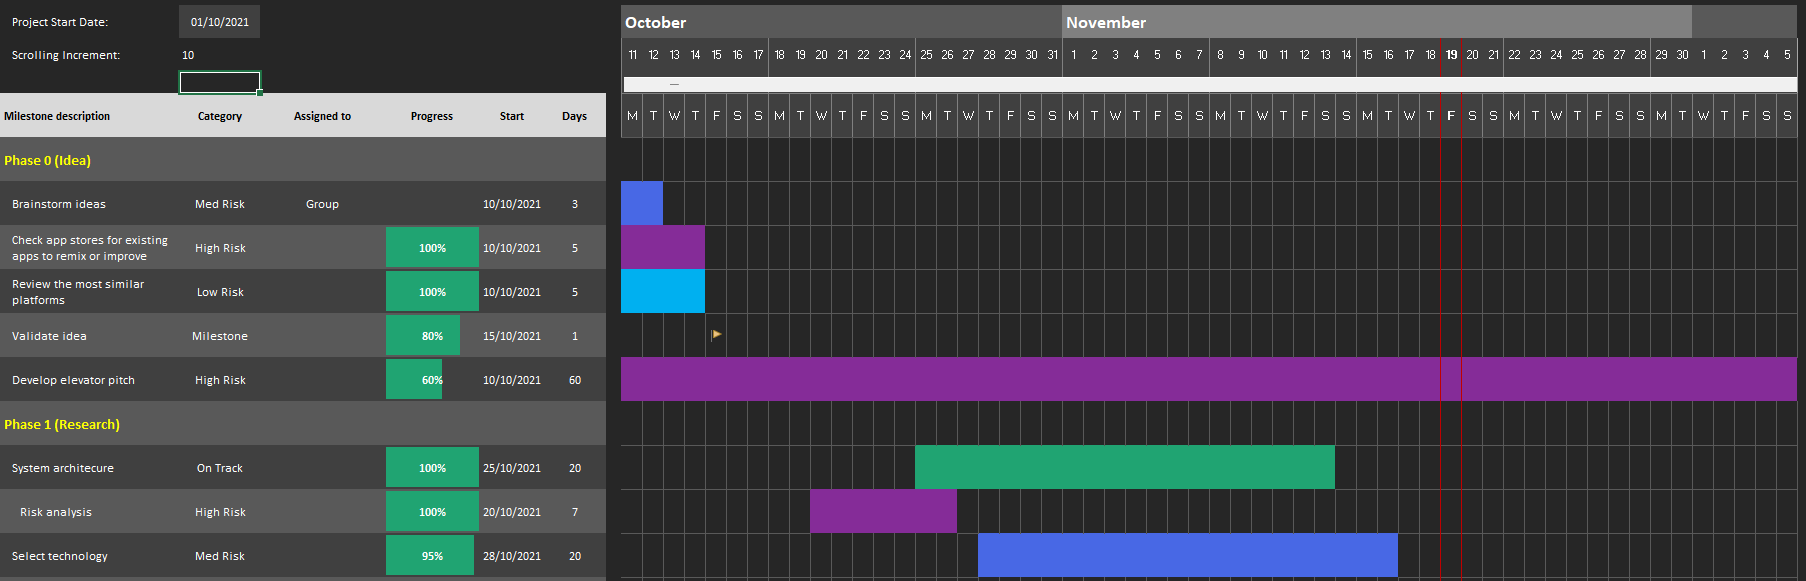 Project Start Date: 01/10/2021 October November
Scrolling Increment: 10 11 12 13 14 15 16 17 18 19 20 21 22 23 24 25 26 27 28 29 30 31 1 2 3 4 5 6 7 8 9 10 11 12 13 14 15 16 17 18 19 20 21 22 23 24 25 26 27 28 29 30 1 2 3 4 5
Milestone description Category Assigned to Progress Start Days M T W T F S S M T W T F S S M T W T F S S M T W T F S S M T W T F S S M T W T F S S M T W T F S S M T W T F S S
Phase 0 (Idea)
Brainstorm ideas Med Risk Group 10/10/2021 3
Check app stores for existing
apps to remix or improve High Risk 100% 10/10/2021 5
Review the most similar
platforms Low Risk 100% 10/10/2021 5
Validate idea Milestone 80% 15/10/2021 1
Develop elevator pitch High Risk 60% 10/10/2021 60
Phase 1 (Research)
System architecure On Track 100% 25/10/2021 20
Risk analysis High Risk 100% 20/10/2021 7
Select technology Med Risk 95% 28/10/2021 20